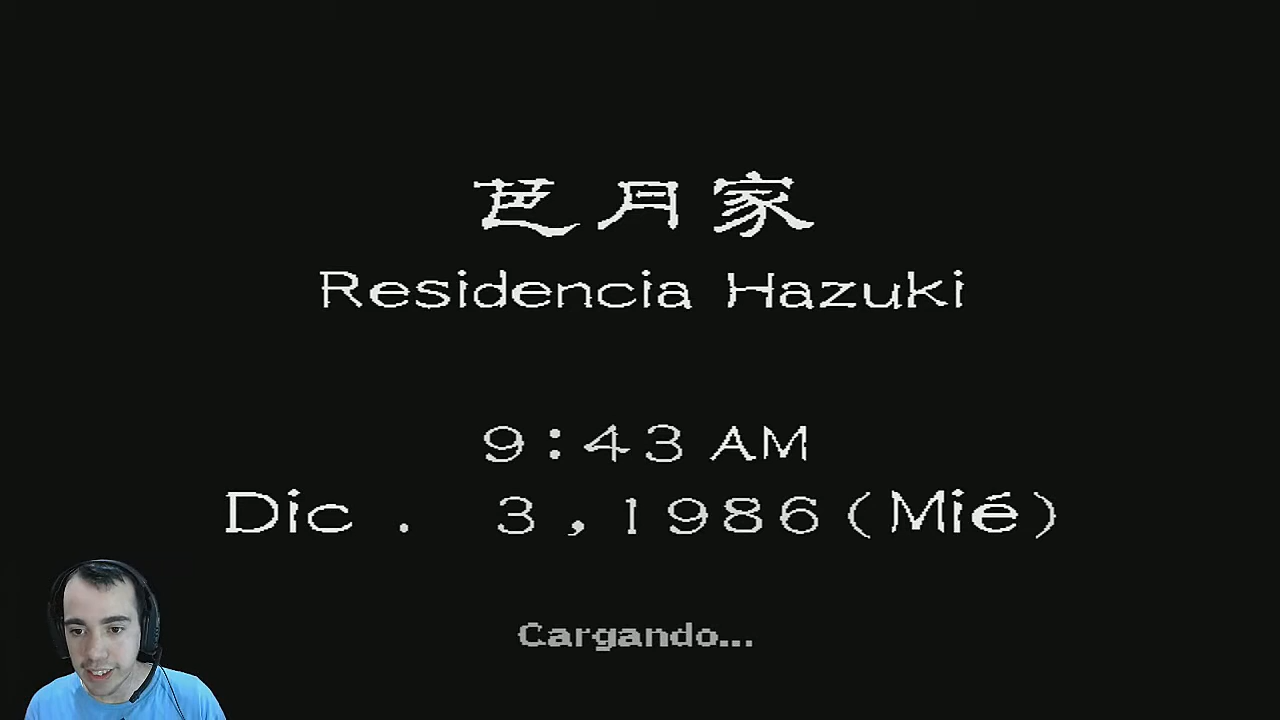 芭月家
Residencia Hazuki
9:43 AM
Dic. 3,1986(Mié)
Cargando...